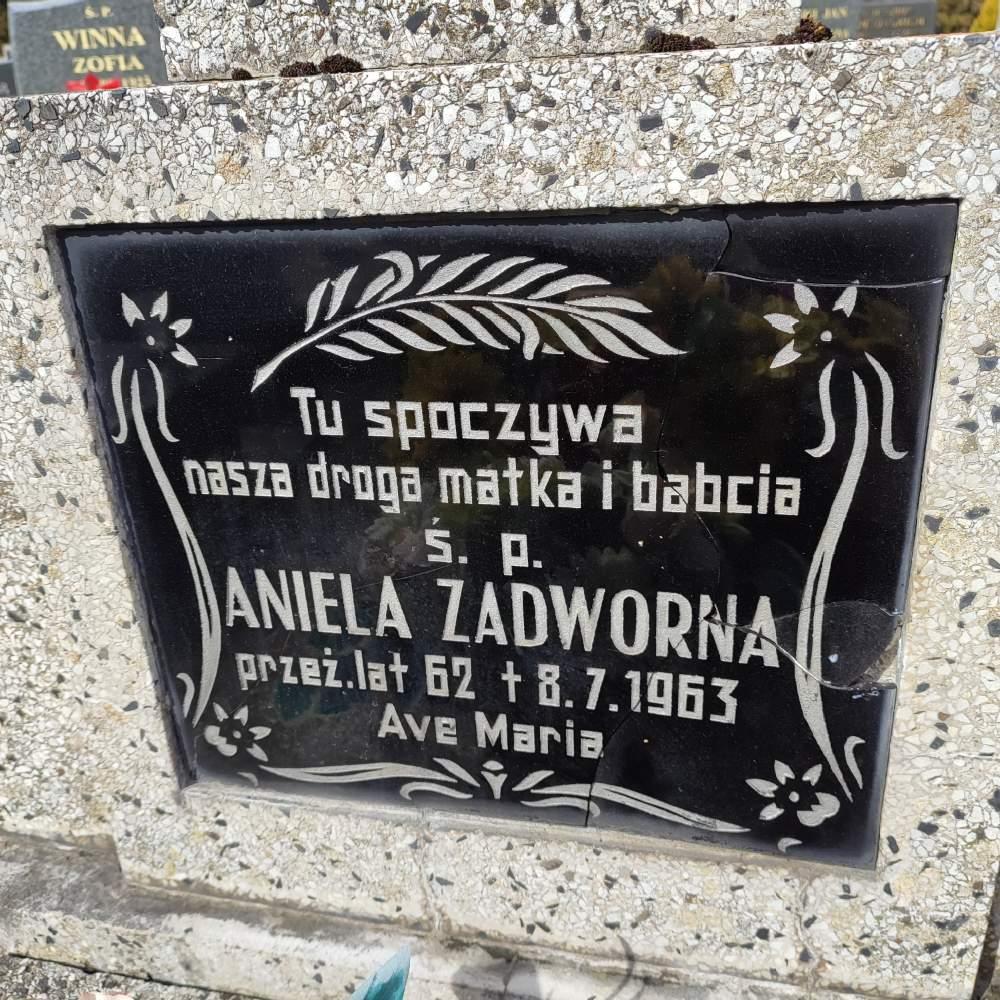 Ś. P.
WINNA
ZOFIA
Tu spoczywa
nasza droga matka i babcia
ś. p.
ANIELA ZADWORNA
przeż. lat 62 † 8.7.1963
Ave Maria